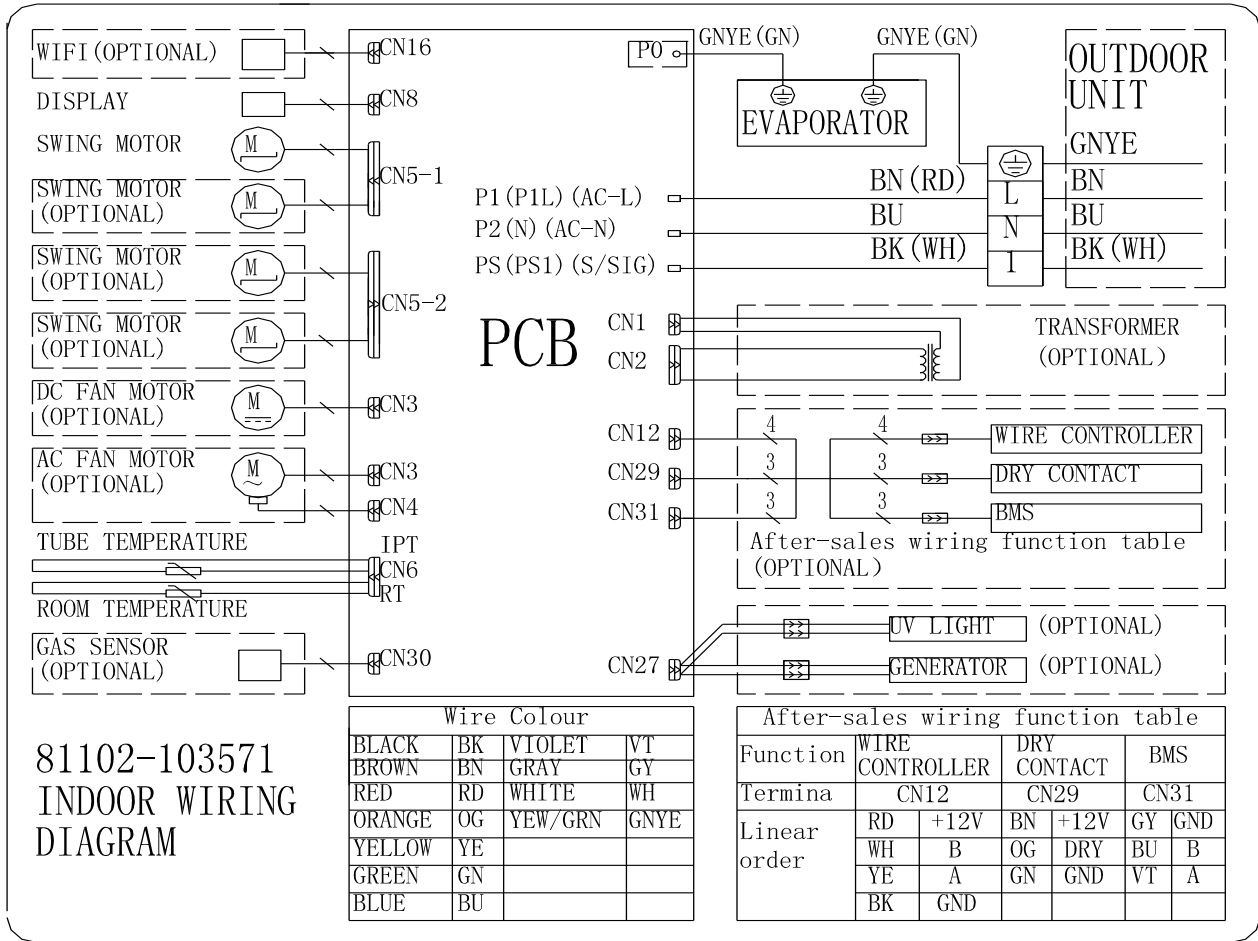 WIFI(OPTIONAL)
CN16
DISPLAY
CN8
SWING MOTOR
M
CN5-1
SWING MOTOR
(OPTIONAL)
M
SWING MOTOR
(OPTIONAL)
M
CN5-2
SWING MOTOR
(OPTIONAL)
M
DC FAN MOTOR
(OPTIONAL)
M
CN3
AC FAN MOTOR
(OPTIONAL)
M
~
CN3
CN4
TUBE TEMPERATURE
IPT
CN6
RT
ROOM TEMPERATURE
GAS SENSOR
(OPTIONAL)
CN30
PCB
P0
GNYE(GN)
GNYE(GN)
EVAPORATOR
OUTDOOR
UNIT
GNYE
P1(P1L)(AC-L)
BN(RD)
L
BN
P2(N)(AC-N)
BU
N
BU
PS(PS1)(S/SIG)
BK(WH)
1
BK(WH)
CN1
CN2
TRANSFORMER
(OPTIONAL)
CN12
4
4
WIRE CONTROLLER
CN29
3
3
DRY CONTACT
CN31
3
3
BMS
After-sales wiring function table
(OPTIONAL)
CN27
UV LIGHT (OPTIONAL)
GENERATOR (OPTIONAL)
81102-103571
INDOOR WIRING
DIAGRAM
Wire Colour
BLACK BK VIOLET VT
BROWN BN GRAY GY
RED RD WHITE WH
ORANGE OG YEW/GRN GNYE
YELLOW YE
GREEN GN
BLUE BU
After-sales wiring function table
Function WIRE CONTROLLER DRY CONTACT BMS
Termina CN12 CN29 CN31
Linear order RD +12V BN +12V GY GND
WH B OG DRY BU B
YE A GN GND VT A
BK GND